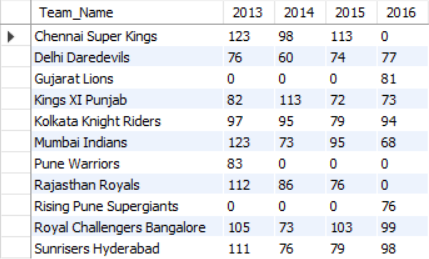 Team_Name 2013 2014 2015 2016
Chennai Super Kings 123 98 113 0
Delhi Daredevils 76 60 74 77
Gujarat Lions 0 0 0 81
Kings XI Punjab 82 113 72 73
Kolkata Knight Riders 97 95 79 94
Mumbai Indians 123 73 95 68
Pune Warriors 83 0 0 0
Rajasthan Royals 112 86 76 0
Rising Pune Supergiants 0 0 0 76
Royal Challengers Bangalore 105 73 103 99
Sunrisers Hyderabad 111 76 79 98